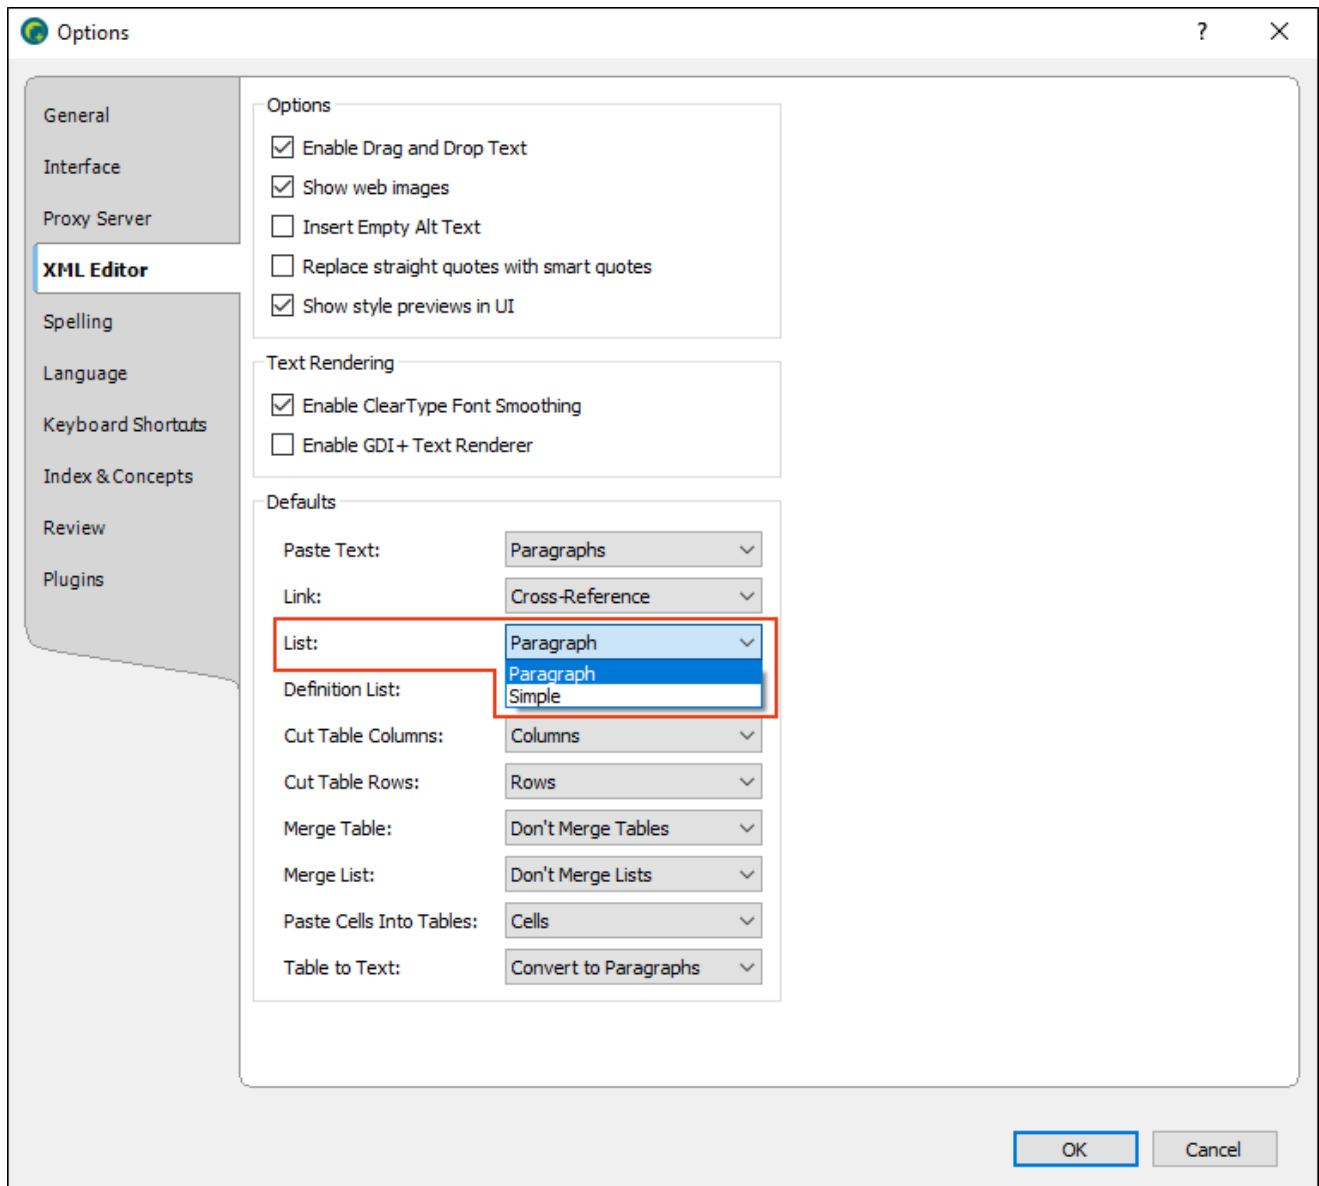 Options
?
General
Interface
Proxy Server
XML Editor
Spelling
Language
Keyboard Shortcuts
Index & Concepts
Review
Plugins
Options
Enable Drag and Drop Text
Show web images
Insert Empty Alt Text
Replace straight quotes with smart quotes
Show style previews in UI
Text Rendering
Enable ClearType Font Smoothing
Enable GDI+ Text Renderer
Defaults
Paste Text: Paragraphs
Link: Cross-Reference
List: Paragraph
Paragraph
Simple
Definition List:
Cut Table Columns: Columns
Cut Table Rows: Rows
Merge Table: Don't Merge Tables
Merge List: Don't Merge Lists
Paste Cells Into Tables: Cells
Table to Text: Convert to Paragraphs
OK Cancel